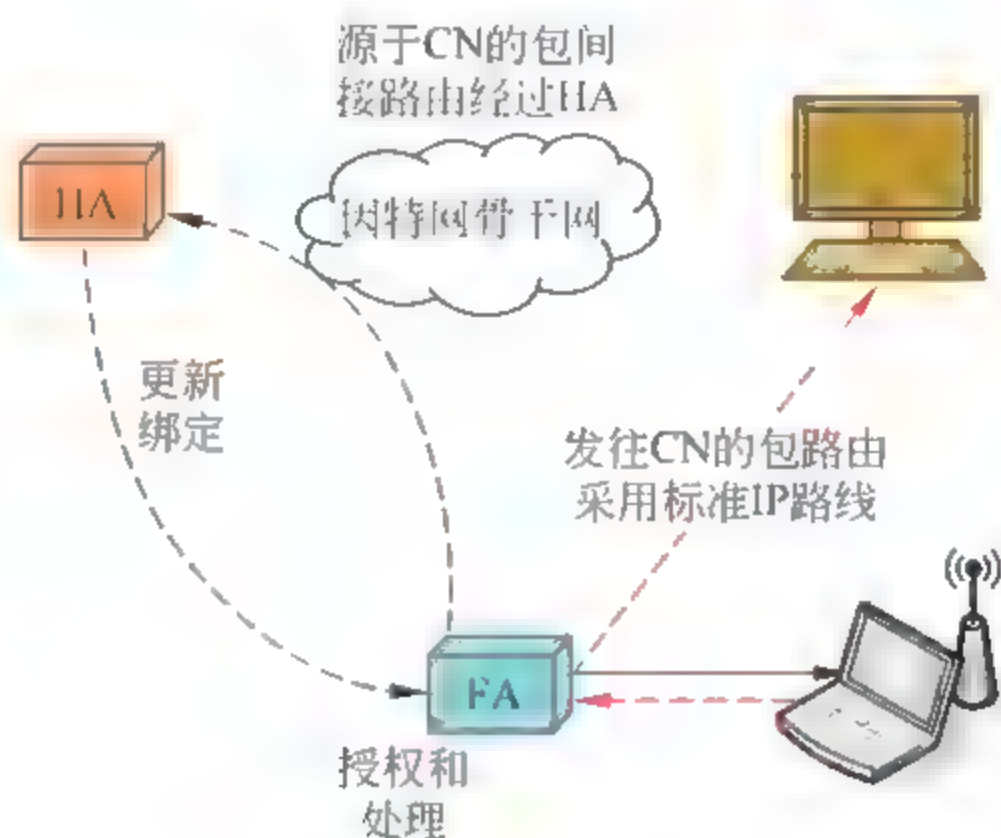 源于CN的包间
接路由经过HA
HA
因特网骨干网
更新
绑定
发往CN的包路由
采用标准IP路线
FA
授权和
处理